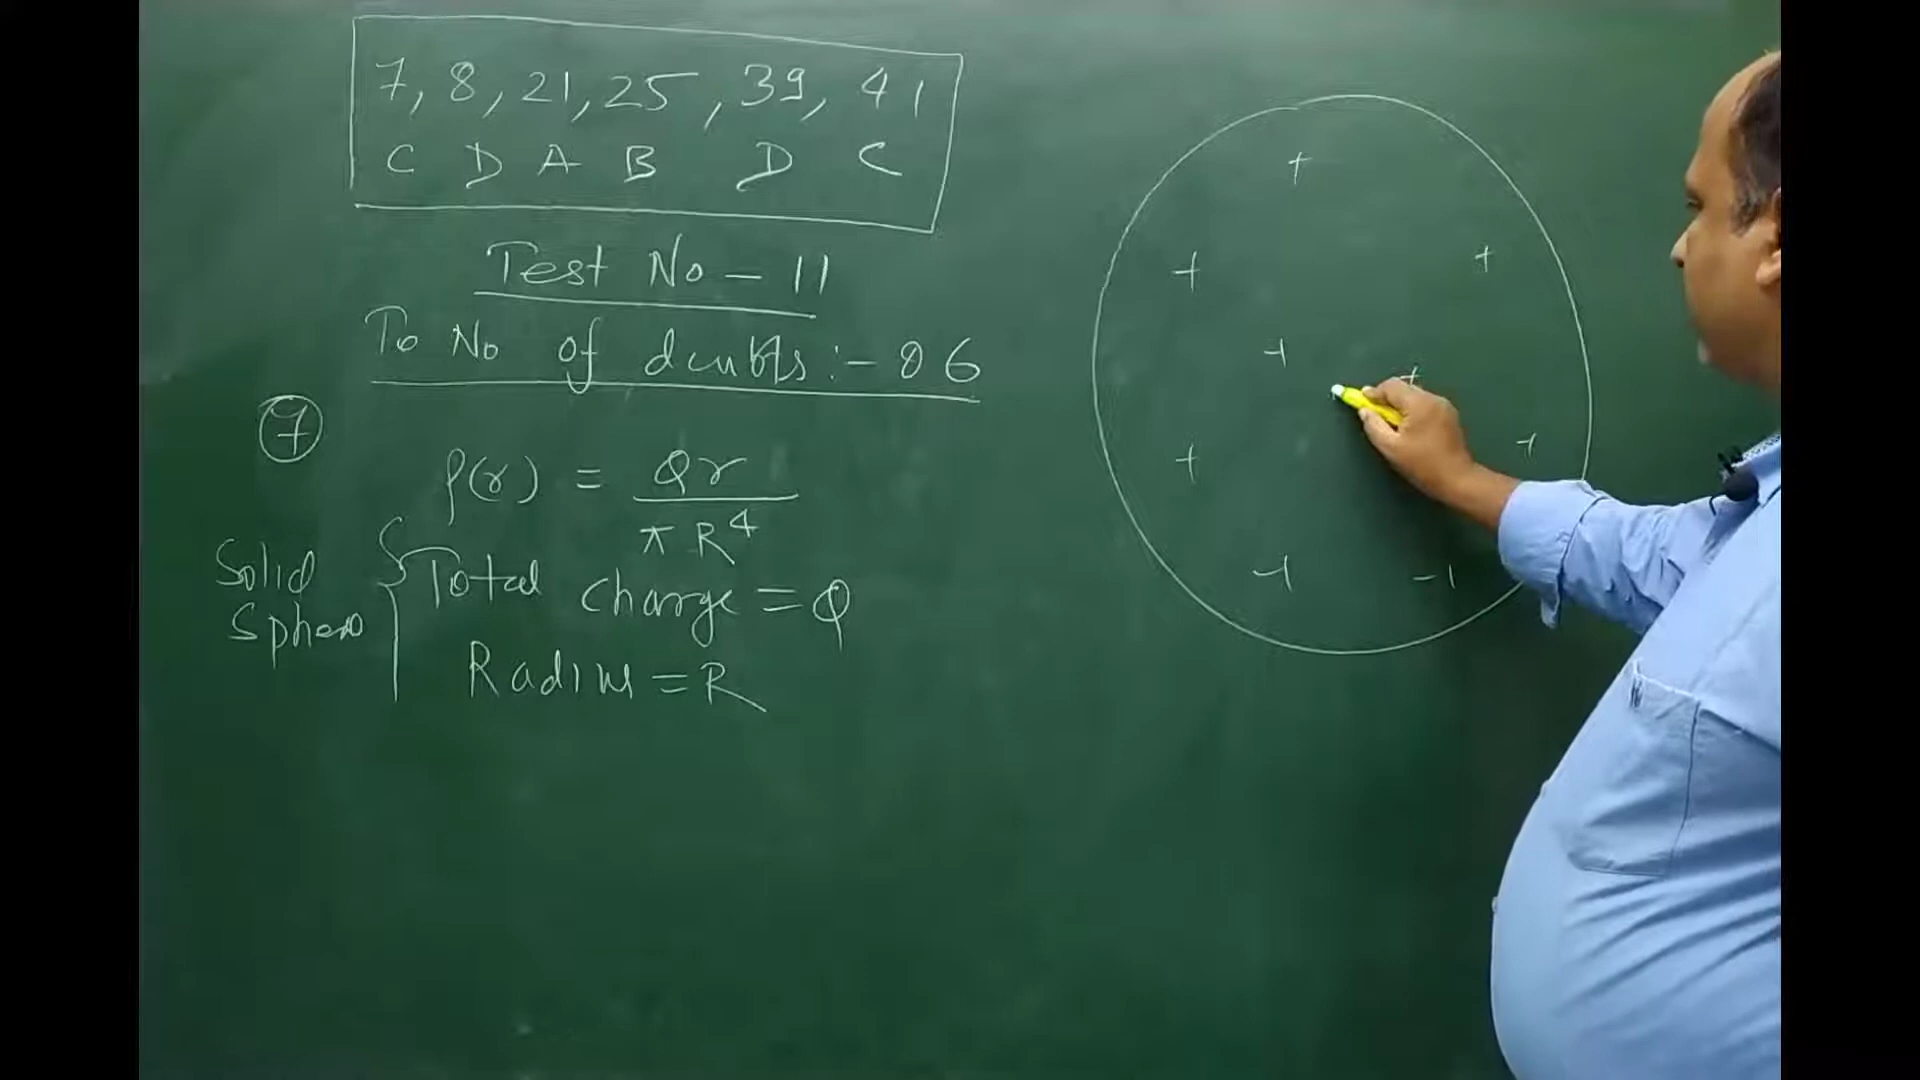 7, 8, 21, 25, 39, 41
C D A B D C
Test No - 11
To No of doubts :- 06
7
ρ(r) = Qr / πR⁴
Solid Sphere
Total charge = Q
Radius = R
+
+ +
+ +
+ +
+ +